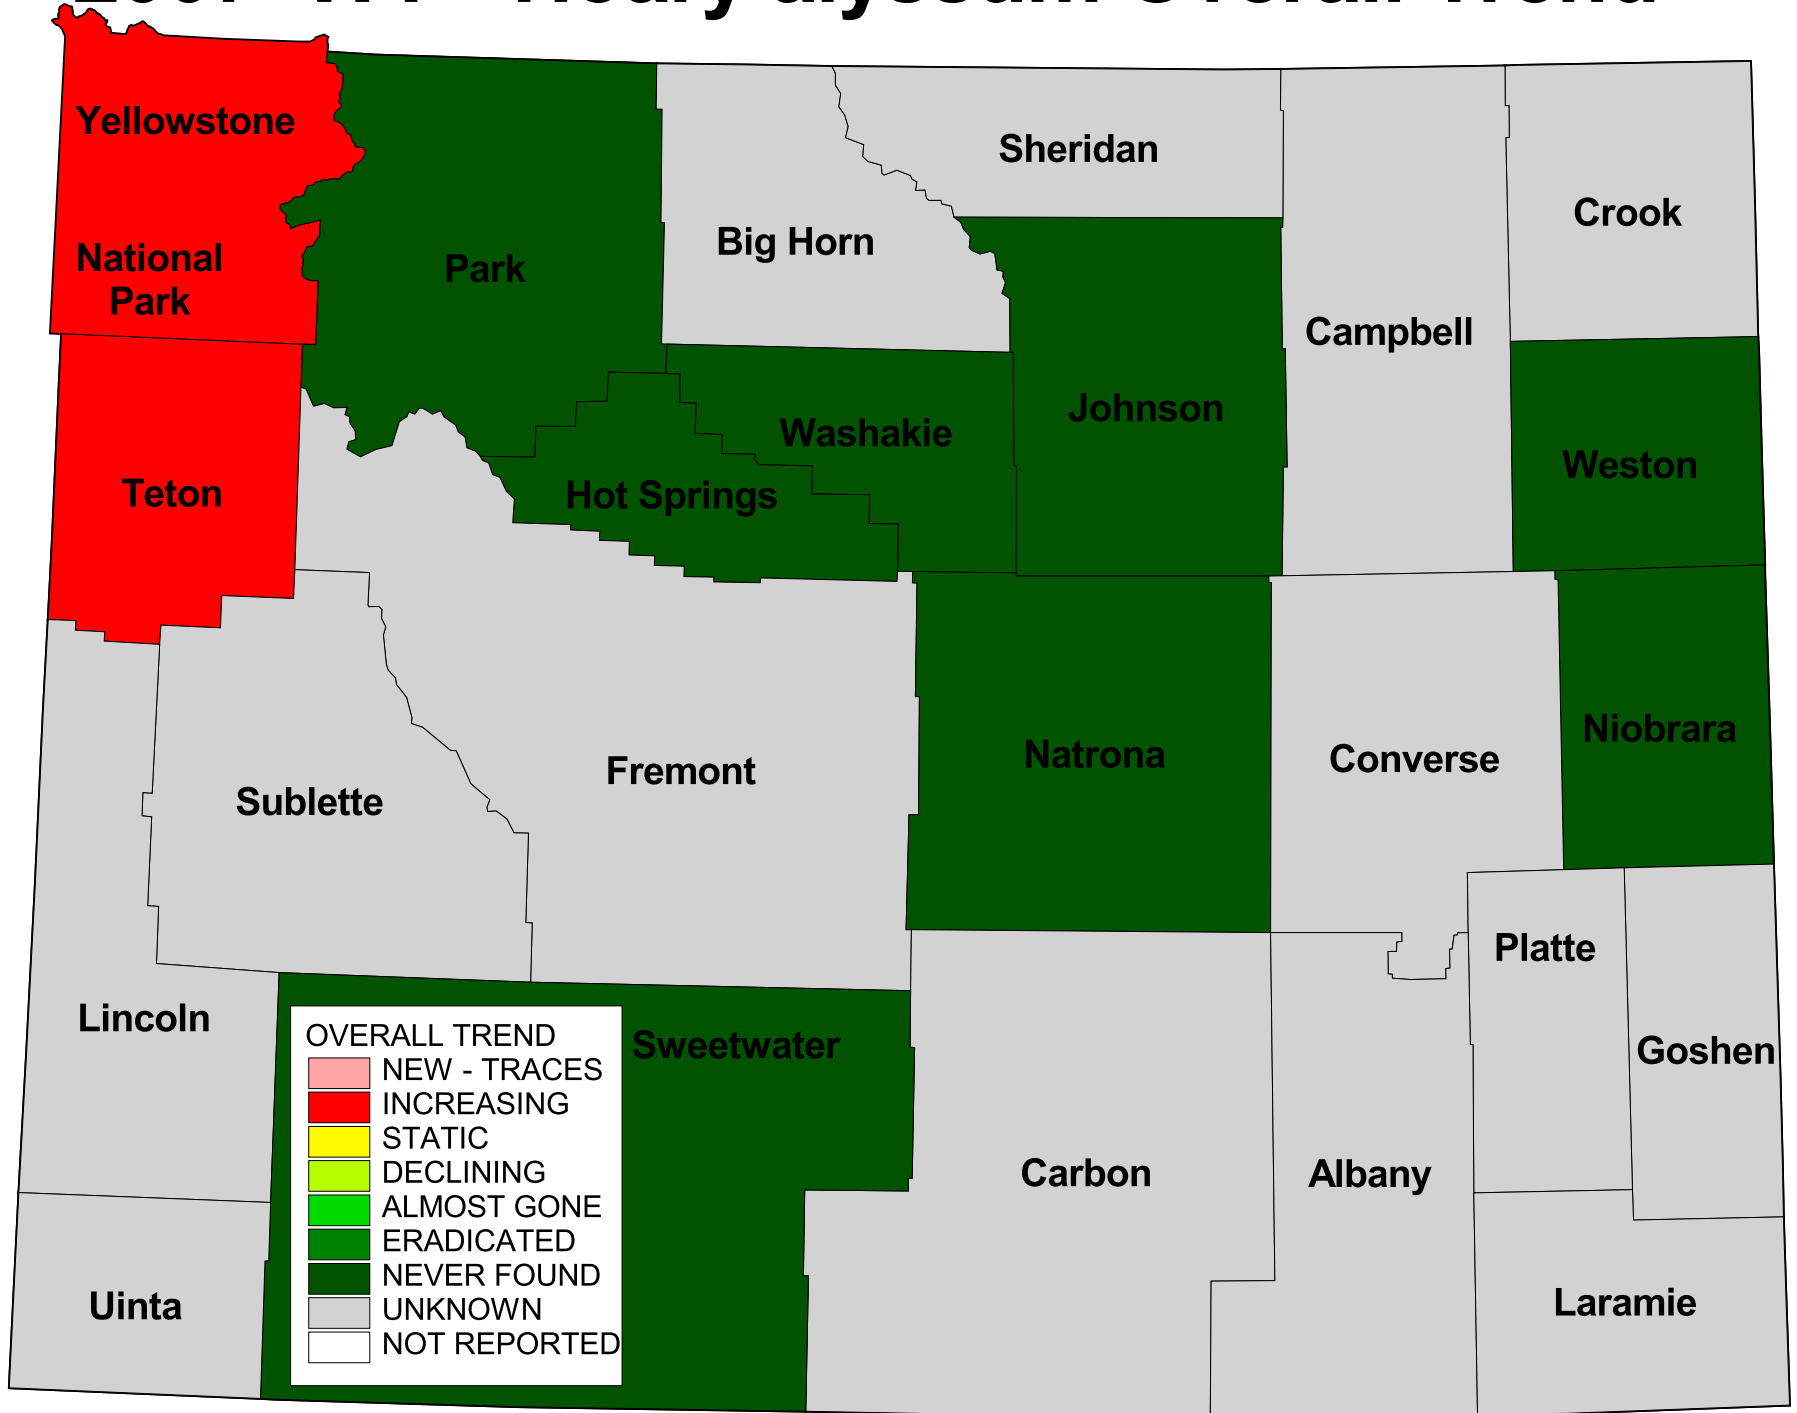 Yellowstone
National
Park
Park
Big Horn
Sheridan
Crook
Campbell
Johnson
Washakie
Weston
Hot Springs
Teton
Niobrara
Natrona
Converse
Fremont
Sublette
Platte
Lincoln
Sweetwater
Goshen
Carbon
Albany
Uinta
Laramie
OVERALL TREND
NEW - TRACES
INCREASING
STATIC
DECLINING
ALMOST GONE
ERADICATED
NEVER FOUND
UNKNOWN
NOT REPORTED